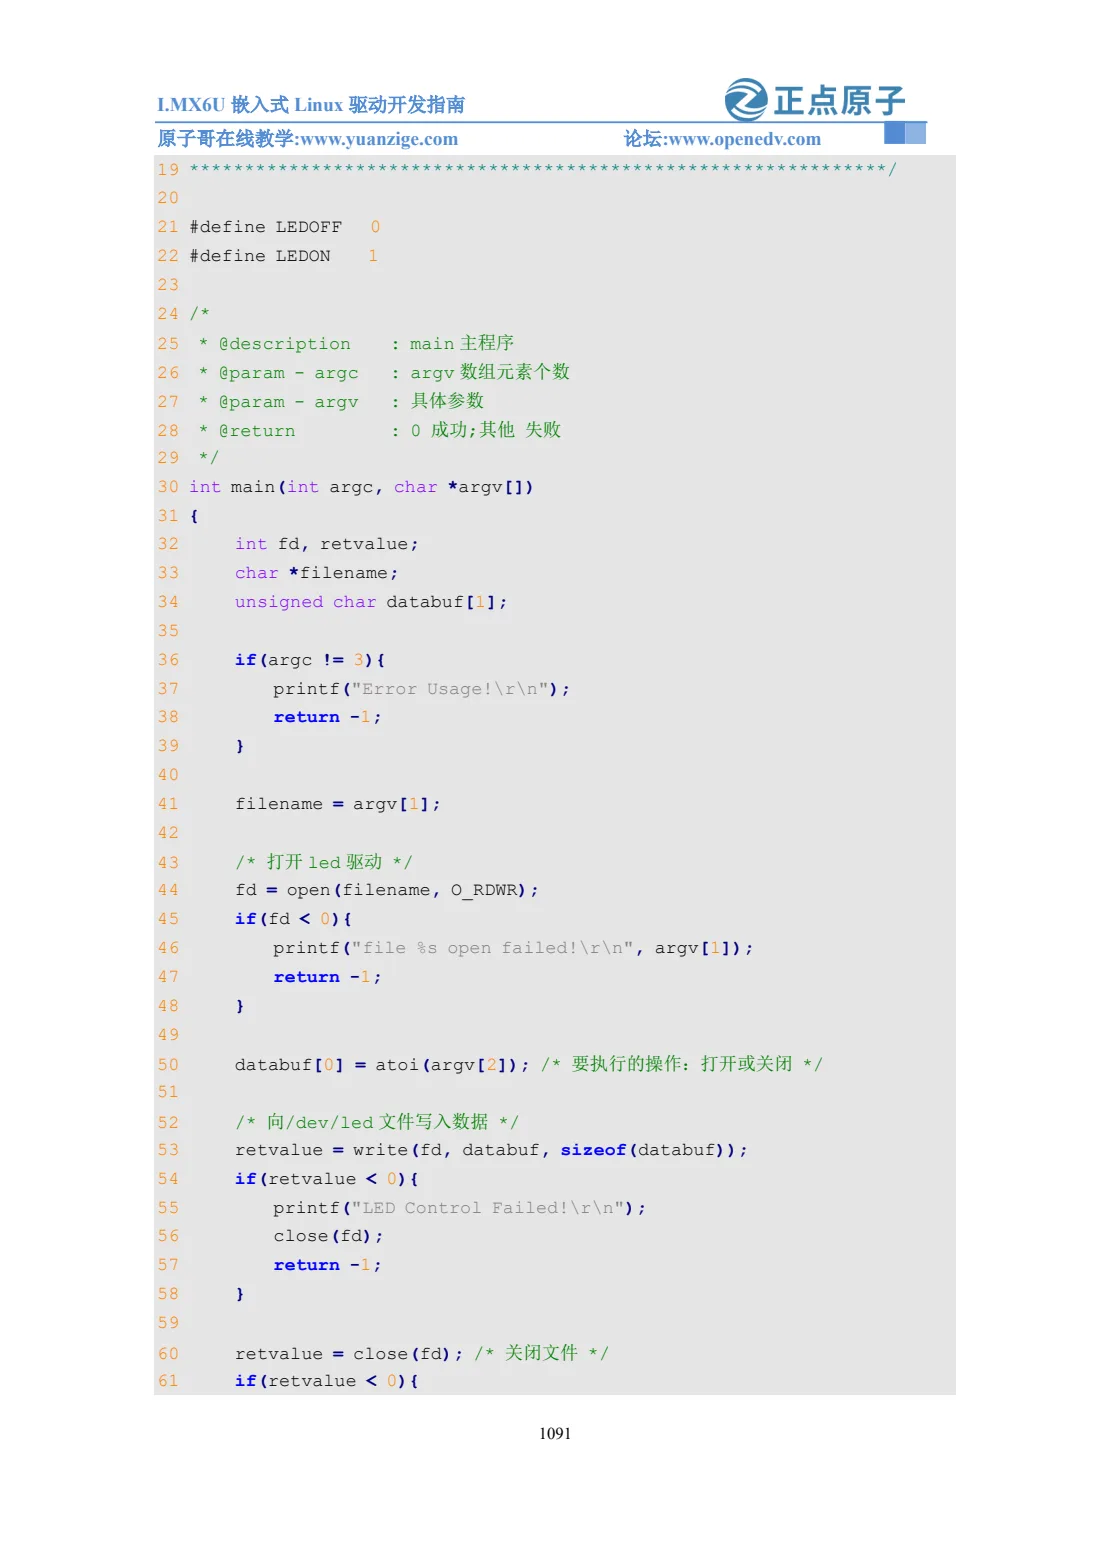 I.MX6U 嵌入式 Linux 驱动开发指南
正点原子
原子哥在线教学:www.yuanzige.com 论坛:www.openedv.com
19 ***************************************************************/
20
21 #define LEDOFF 0
22 #define LEDON 1
23
24 /*
25 * @description : main 主程序
26 * @param - argc : argv 数组元素个数
27 * @param - argv : 具体参数
28 * @return : 0 成功;其他 失败
29 */
30 int main(int argc, char *argv[])
31 {
32 int fd, retvalue;
33 char *filename;
34 unsigned char databuf[1];
35
36 if(argc != 3){
37 printf("Error Usage!\r\n");
38 return -1;
39 }
40
41 filename = argv[1];
42
43 /* 打开 led 驱动 */
44 fd = open(filename, O_RDWR);
45 if(fd < 0){
46 printf("file %s open failed!\r\n", argv[1]);
47 return -1;
48 }
49
50 databuf[0] = atoi(argv[2]); /* 要执行的操作：打开或关闭 */
51
52 /* 向/dev/led 文件写入数据 */
53 retvalue = write(fd, databuf, sizeof(databuf));
54 if(retvalue < 0){
55 printf("LED Control Failed!\r\n");
56 close(fd);
57 return -1;
58 }
59
60 retvalue = close(fd); /* 关闭文件 */
61 if(retvalue < 0){
1091